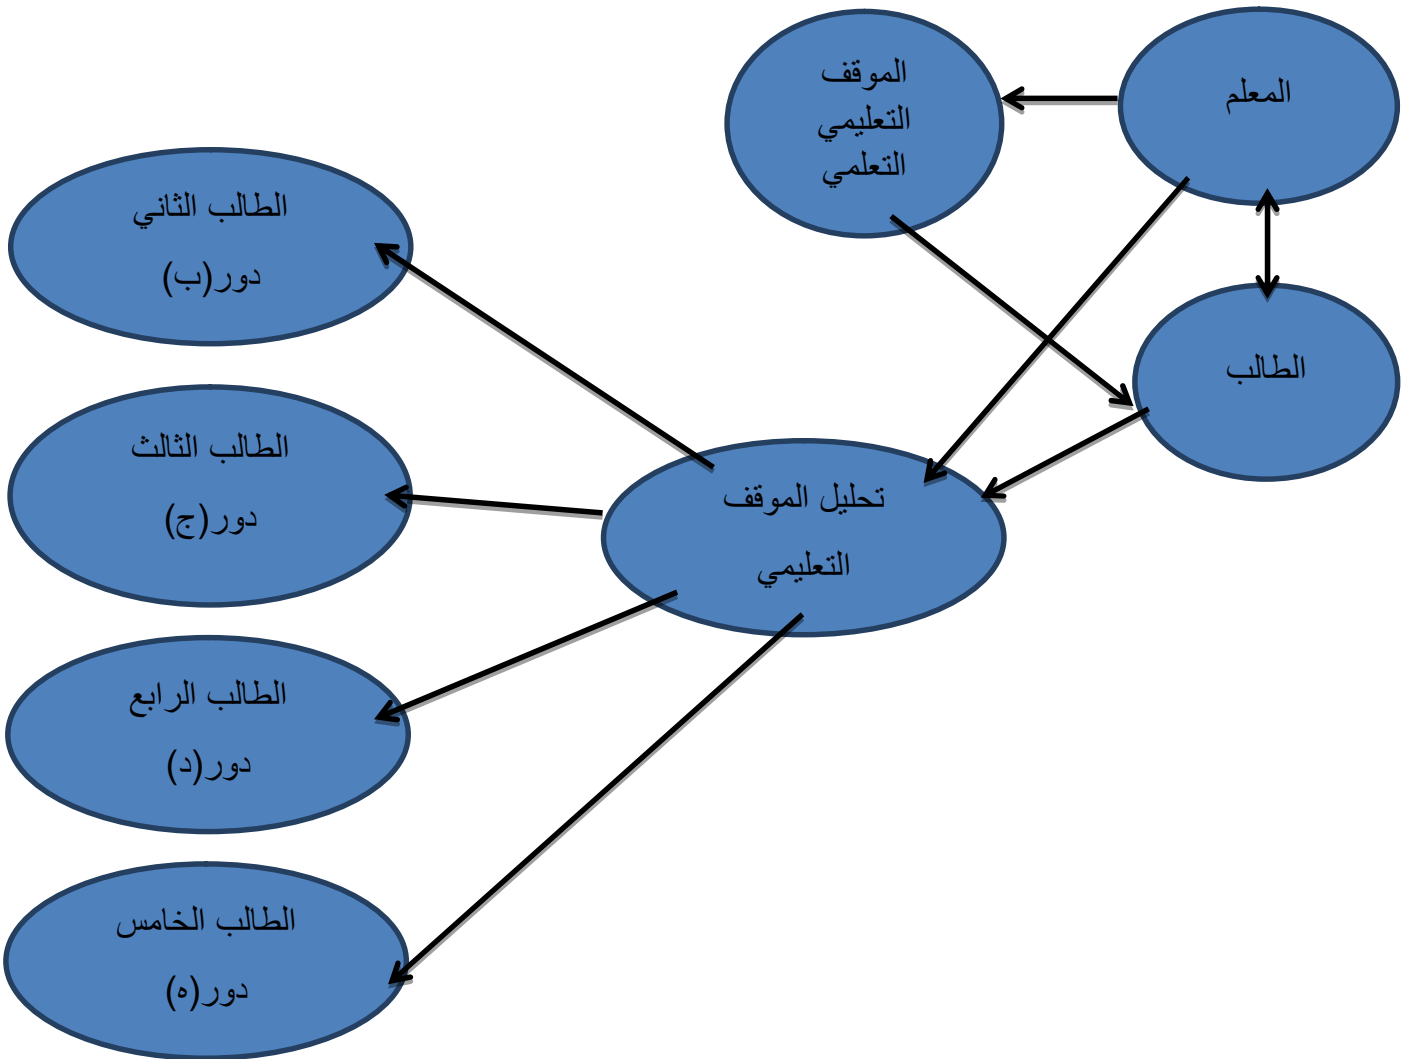 المعلم
الموقف
التعليمي
التعلمي
الطالب
تحليل الموقف
التعليمي
الطالب الثاني
دور(ب)
الطالب الثالث
دور(ج)
الطالب الرابع
دور(د)
الطالب الخامس
دور(ه)